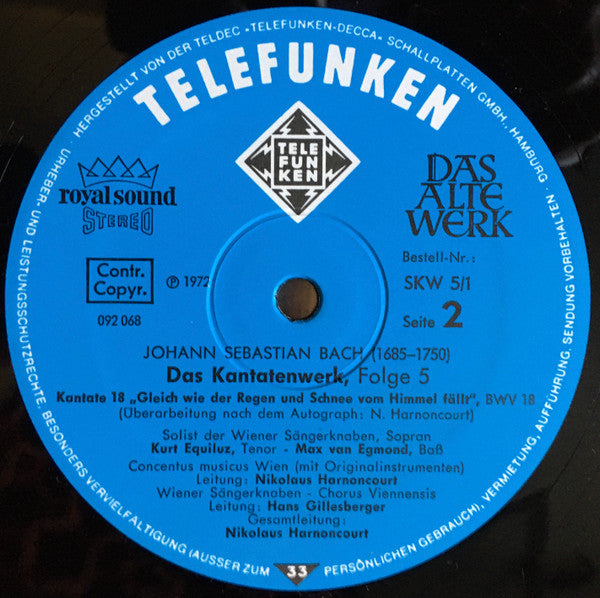 HERGESTELLT VON DER TELDEC »TELEFUNKEN-DECCA« SCHALLPLATTEN GMBH., HAMBURG.
URHEBER- UND LEISTUNGSSCHUTZRECHTE, BESONDERS VERVIELFÄLTIGUNG (AUSSER ZUM PERSÖNLICHEN GEBRAUCH), VERMIETUNG, AUFFÜHRUNG, SENDUNG VORBEHALTEN.
TELEFUNKEN
TELE
FUN
KEN
royal sound
STEREO
DAS
ALTE
WERK
Contr.
Copyr.
℗ 1972
092 068
Bestell-Nr.:
SKW 5/1
Seite 2
JOHANN SEBASTIAN BACH (1685–1750)
Das Kantatenwerk, Folge 5
Kantate 18 „Gleich wie der Regen und Schnee vom Himmel fällt", BWV 18
(Überarbeitung nach dem Autograph: N. Harnoncourt)
Solist der Wiener Sängerknaben, Sopran
Kurt Equiluz, Tenor - Max van Egmond, Baß
Concentus musicus Wien (mit Originalinstrumenten)
Leitung: Nikolaus Harnoncourt
Wiener Sängerknaben - Chorus Viennensis
Leitung: Hans Gillesberger
Gesamtleitung:
Nikolaus Harnoncourt
33